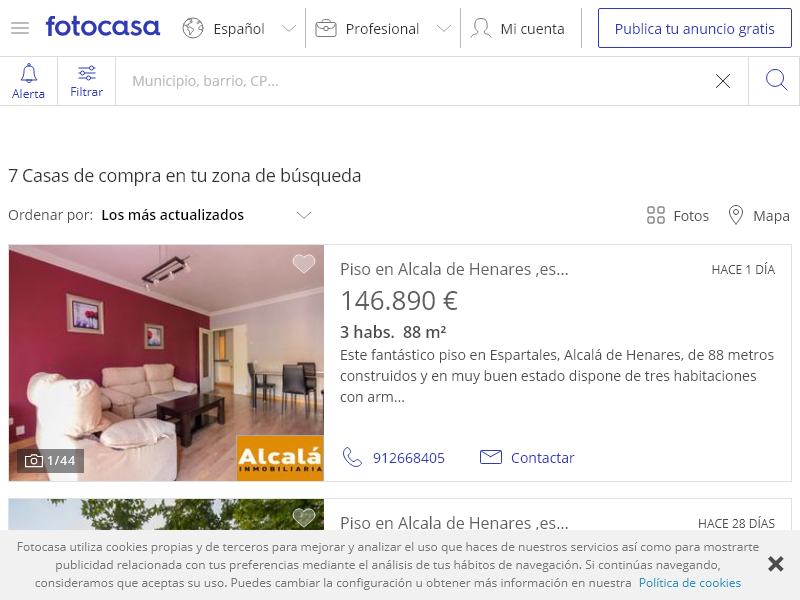 fotocasa
Español
Profesional
Mi cuenta
Publica tu anuncio gratis
Alerta
Filtrar
Municipio, barrio, CP...
7 Casas de compra en tu zona de búsqueda
Ordenar por: Los más actualizados
Fotos
Mapa
Piso en Alcala de Henares ,es...
HACE 1 DÍA
146.890 €
3 habs. 88 m²
Este fantástico piso en Espartales, Alcalá de Henares, de 88 metros
construidos y en muy buen estado dispone de tres habitaciones
con arm...
1/44
Alcalá
INMOBILIARIA
912668405
Contactar
Piso en Alcala de Henares ,es...
HACE 28 DÍAS
Fotocasa utiliza cookies propias y de terceros para mejorar y analizar el uso que haces de nuestros servicios así como para mostrarte
publicidad relacionada con tus preferencias mediante el análisis de tus hábitos de navegación. Si continúas navegando,
consideramos que aceptas su uso. Puedes cambiar la configuración u obtener más información en nuestra Política de cookies